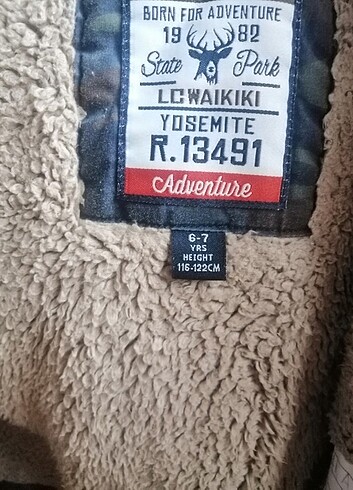 BORN FOR ADVENTURE
19 82
State Park
LCWAIKIKI
YOSEMITE
R.13491
Adventure
6-7
YRS
HEIGHT
116-122CM